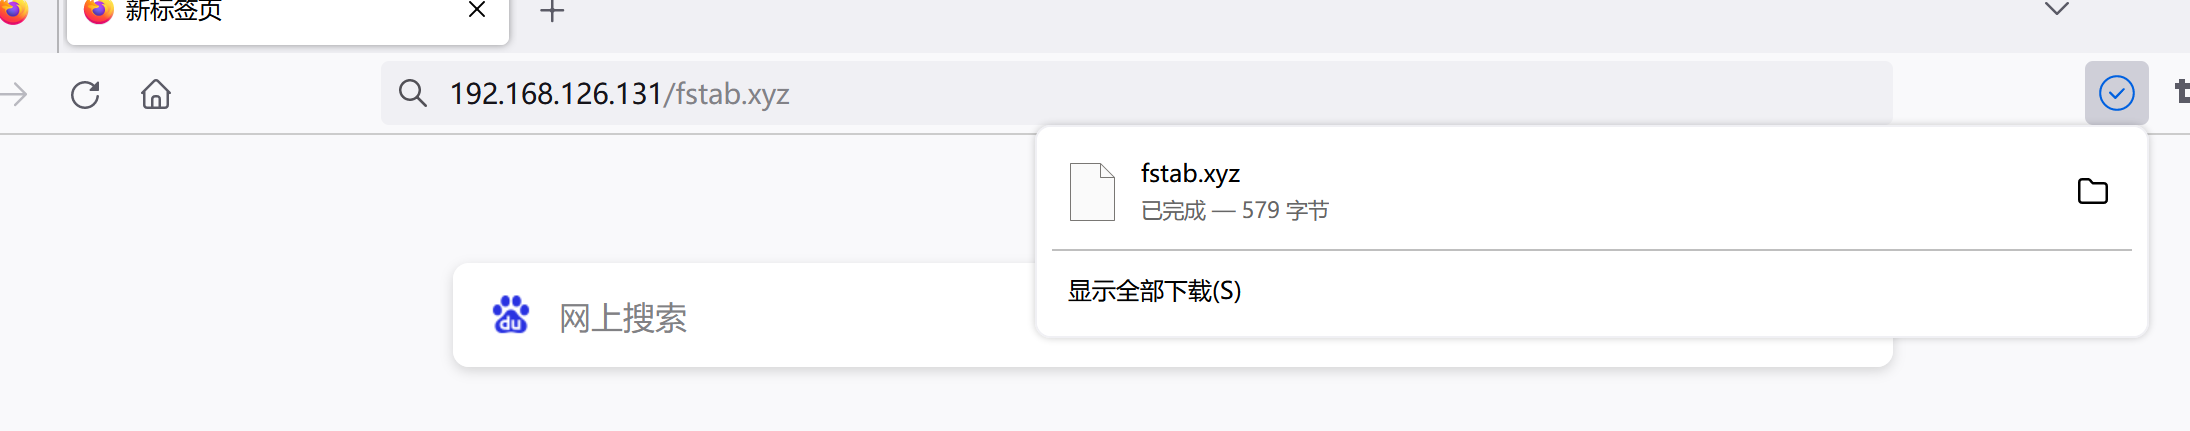 新标签页
192.168.126.131/fstab.xyz
fstab.xyz
已完成 — 579 字节
显示全部下载(S)
du 网上搜索